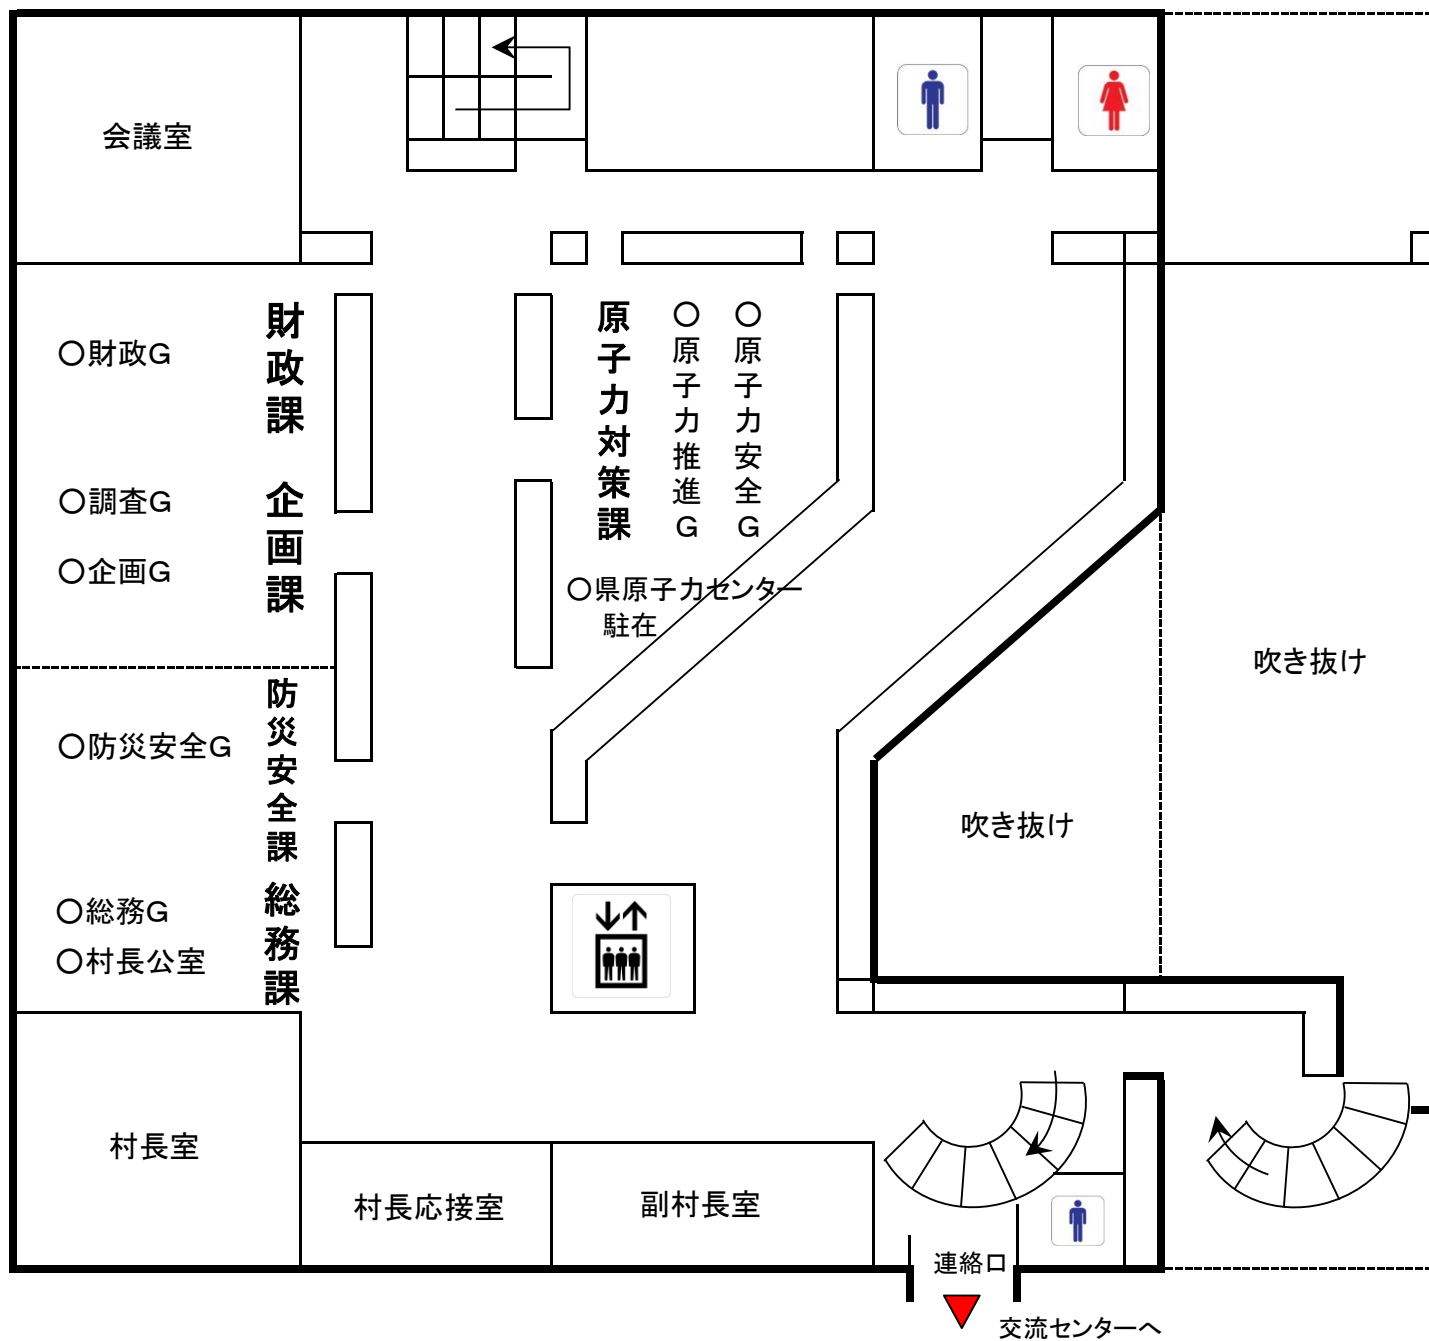 会議室
財政課
○財政G
企画課
○調査G
○企画G
原子力対策課
○原子力推進G
○原子力安全G
○県原子力センター
駐在
防災安全課
○防災安全G
総務課
○総務G
○村長公室
吹き抜け
吹き抜け
村長室
村長応接室
副村長室
連絡口
交流センターへ